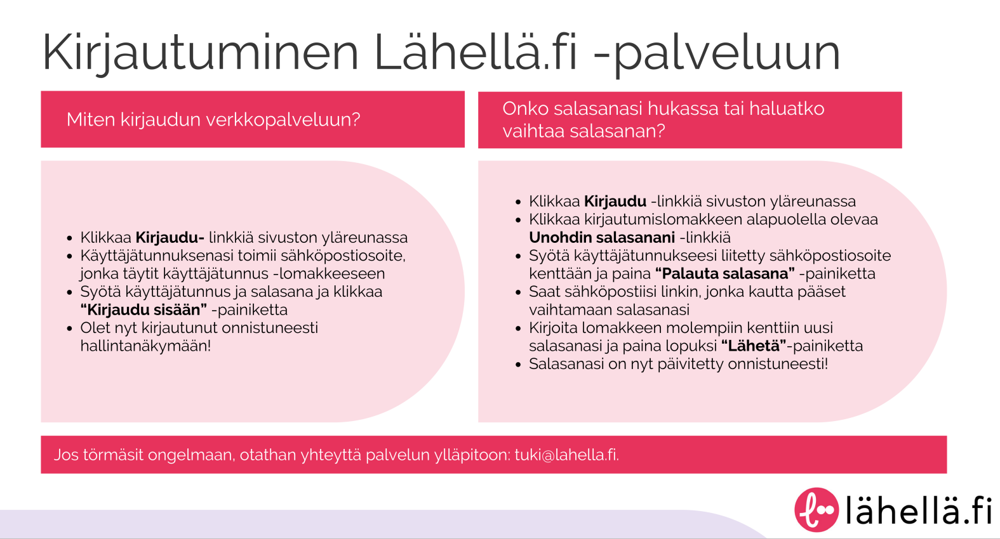 Kirjautuminen Lähellä.fi -palveluun
Miten kirjaudun verkkopalveluun?
• Klikkaa Kirjaudu- linkkiä sivuston yläreunassa
• Käyttäjätunnuksenasi toimii sähköpostiosoite,
jonka täytit käyttäjätunnus -lomakkeeseen
• Syötä käyttäjätunnus ja salasana ja klikkaa
“Kirjaudu sisään” -painiketta
• Olet nyt kirjautunut onnistuneesti
hallintanäkymään!
Onko salasanasi hukassa tai haluatko
vaihtaa salasanan?
• Klikkaa Kirjaudu -linkkiä sivuston yläreunassa
• Klikkaa kirjautumislomakkeen alapuolella olevaa
Unohdin salasanani -linkkiä
• Syötä käyttäjätunnukseesi liitetty sähköpostiosoite
kenttään ja paina “Palauta salasana” -painiketta
• Saat sähköpostiisi linkin, jonka kautta pääset
vaihtamaan salasanasi
• Kirjoita lomakkeen molempiin kenttiin uusi
salasanasi ja paina lopuksi “Lähetä”-painiketta
• Salasanasi on nyt päivitetty onnistuneesti!
Jos törmäsit ongelmaan, otathan yhteyttä palvelun ylläpitoon: tuki@lahella.fi.
lähellä.fi